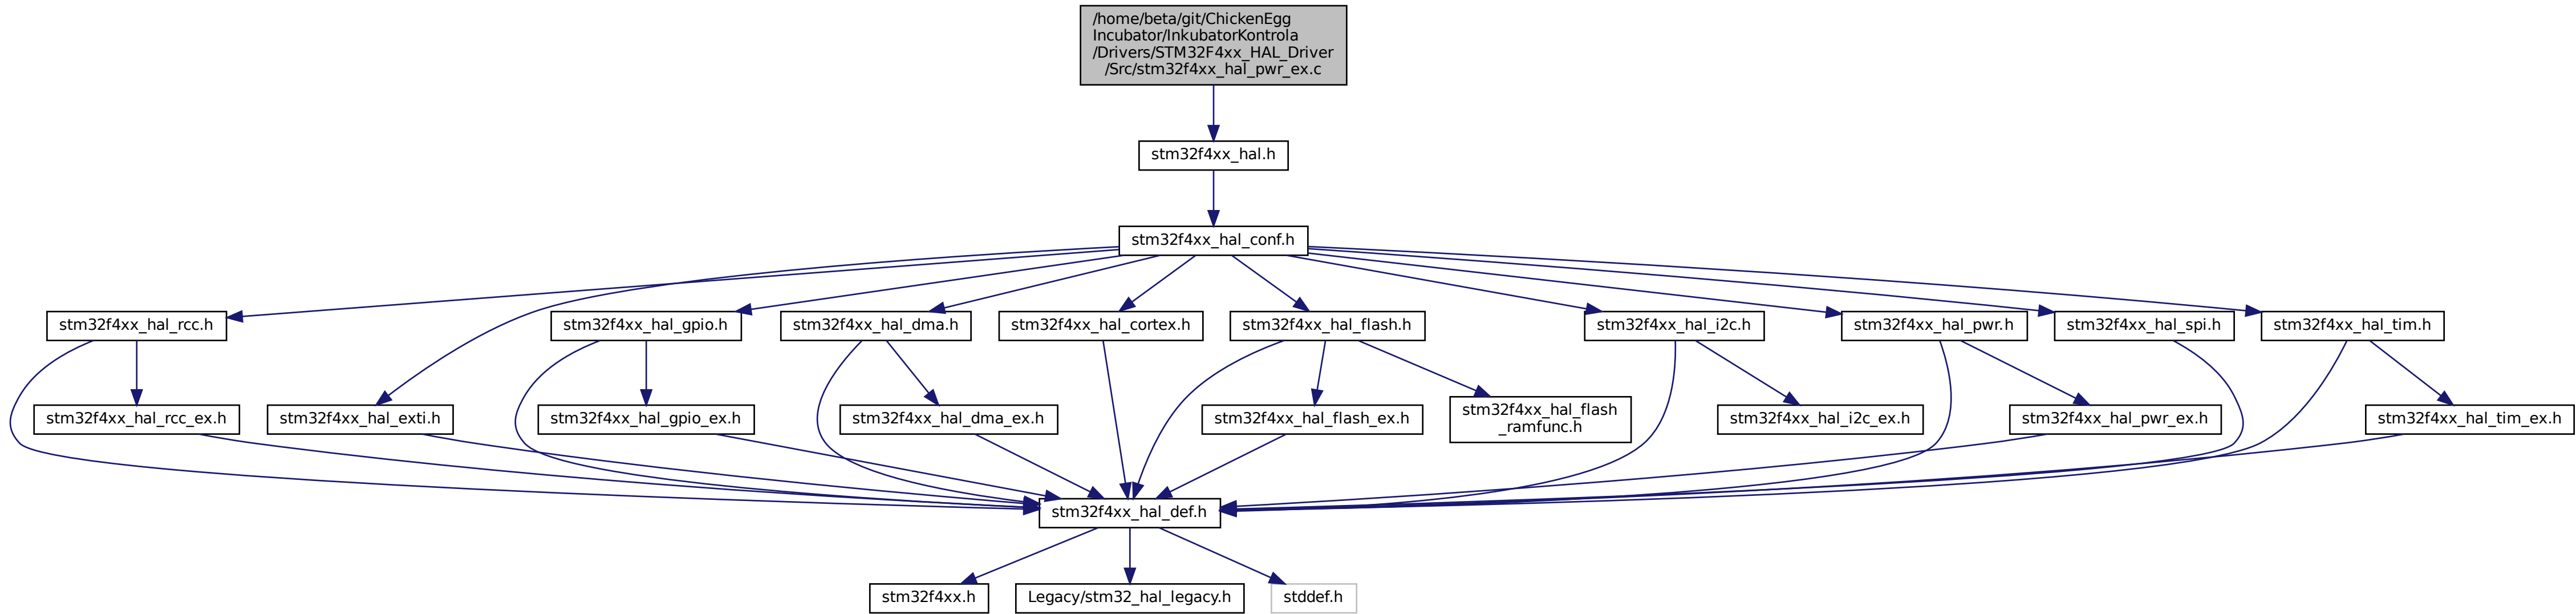 /home/beta/git/ChickenEgg
Incubator/InkubatorKontrola
/Drivers/STM32F4xx_HAL_Driver
/Src/stm32f4xx_hal_pwr_ex.c
stm32f4xx_hal.h
stm32f4xx_hal_conf.h
stm32f4xx_hal_rcc.h
stm32f4xx_hal_gpio.h
stm32f4xx_hal_dma.h
stm32f4xx_hal_cortex.h
stm32f4xx_hal_flash.h
stm32f4xx_hal_i2c.h
stm32f4xx_hal_pwr.h
stm32f4xx_hal_spi.h
stm32f4xx_hal_tim.h
stm32f4xx_hal_rcc_ex.h
stm32f4xx_hal_exti.h
stm32f4xx_hal_gpio_ex.h
stm32f4xx_hal_dma_ex.h
stm32f4xx_hal_flash_ex.h
stm32f4xx_hal_flash
_ramfunc.h
stm32f4xx_hal_i2c_ex.h
stm32f4xx_hal_pwr_ex.h
stm32f4xx_hal_tim_ex.h
stm32f4xx_hal_def.h
stm32f4xx.h
Legacy/stm32_hal_legacy.h
stddef.h